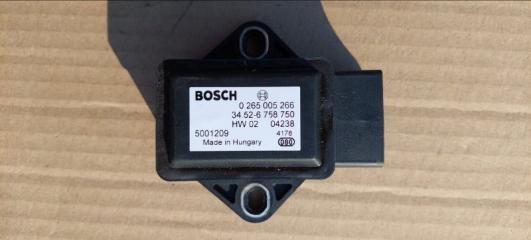 BOSCH
0 265 005 266
34.52-6 758 750
HW 02 04238
5001209 4178
Made in Hungary